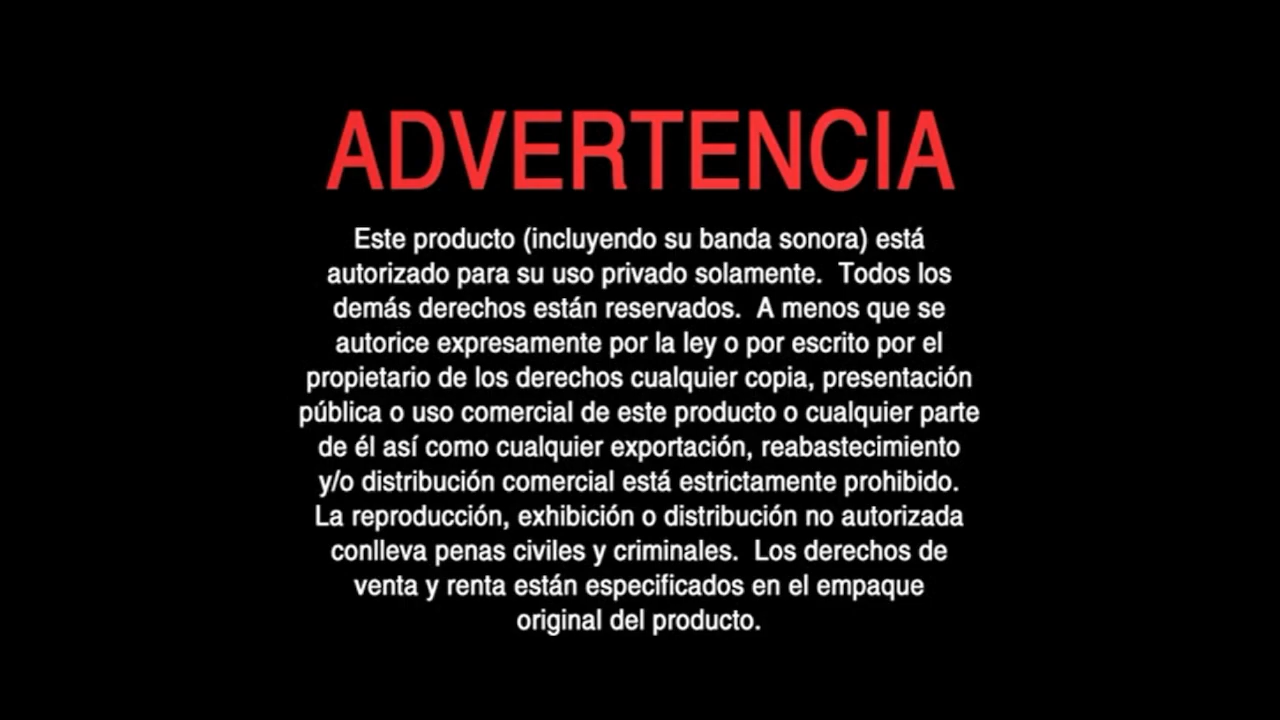 ADVERTENCIA
Este producto (incluyendo su banda sonora) está
autorizado para su uso privado solamente.  Todos los
demás derechos están reservados.  A menos que se
autorice expresamente por la ley o por escrito por el
propietario de los derechos cualquier copia, presentación
pública o uso comercial de este producto o cualquier parte
de él así como cualquier exportación, reabastecimiento
y/o distribución comercial está estrictamente prohibido.
La reproducción, exhibición o distribución no autorizada
conlleva penas civiles y criminales.  Los derechos de
venta y renta están especificados en el empaque
original del producto.